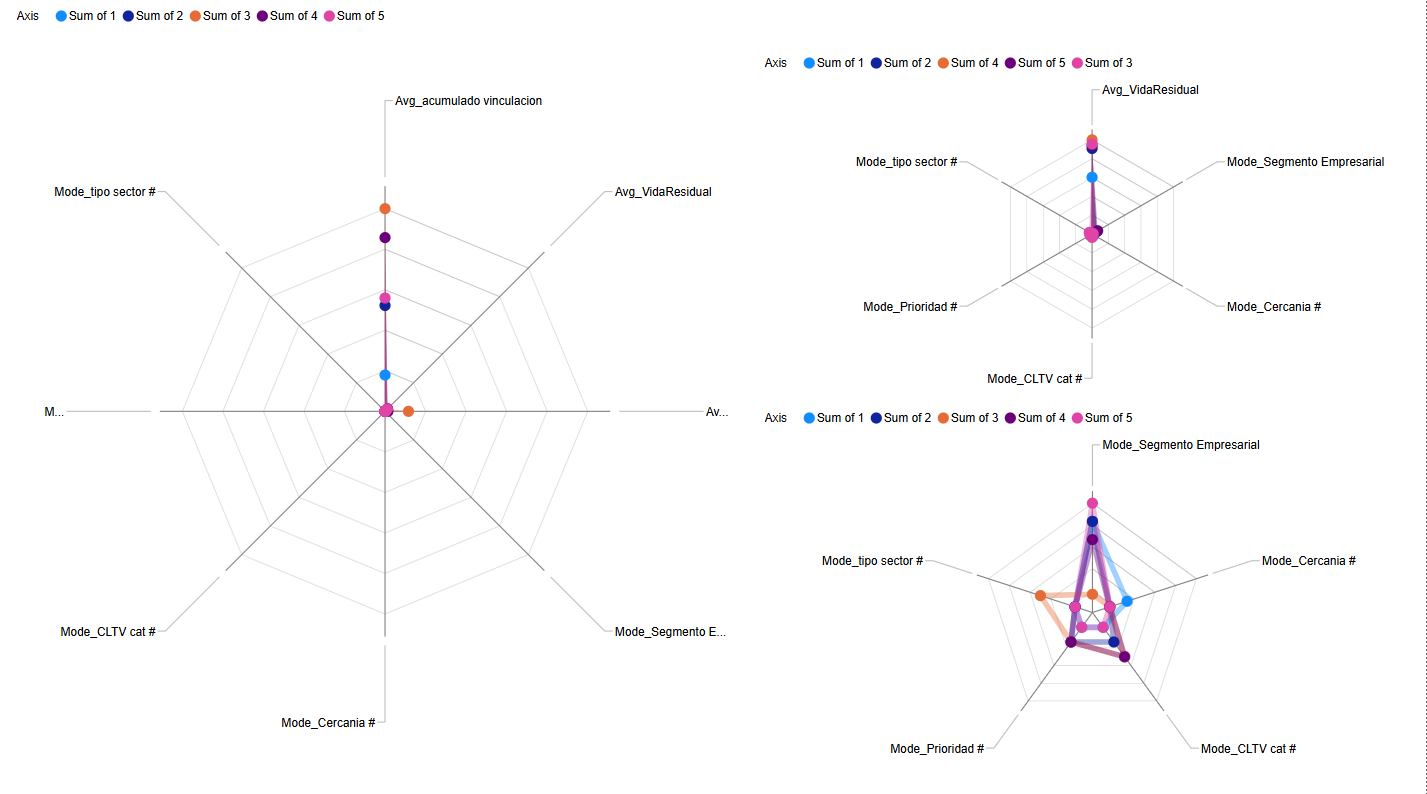 Axis Sum of 1 Sum of 2 Sum of 3 Sum of 4 Sum of 5
Avg_acumulado vinculacion
Mode_tipo sector #
Avg_VidaResidual
M...
Av...
Mode_CLTV cat #
Mode_Segmento E...
Mode_Cercania #
Axis Sum of 1 Sum of 2 Sum of 4 Sum of 5 Sum of 3
Avg_VidaResidual
Mode_tipo sector #
Mode_Segmento Empresarial
Mode_Prioridad #
Mode_Cercania #
Mode_CLTV cat #
Axis Sum of 1 Sum of 2 Sum of 3 Sum of 4 Sum of 5
Mode_Segmento Empresarial
Mode_tipo sector #
Mode_Cercania #
Mode_Prioridad #
Mode_CLTV cat #